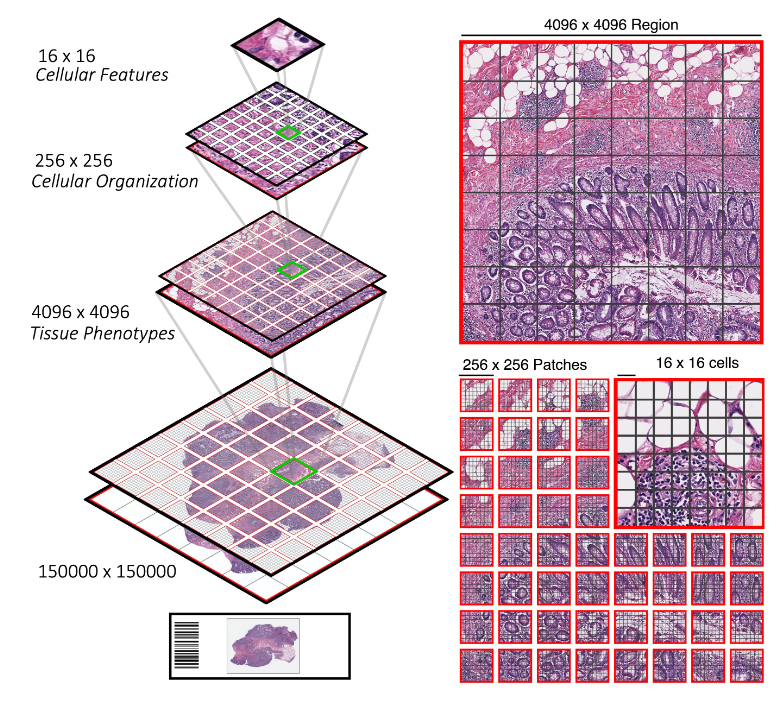 16 x 16
Cellular Features
256 x 256
Cellular Organization
4096 x 4096
Tissue Phenotypes
150000 x 150000
4096 x 4096 Region
256 x 256 Patches
16 x 16 cells